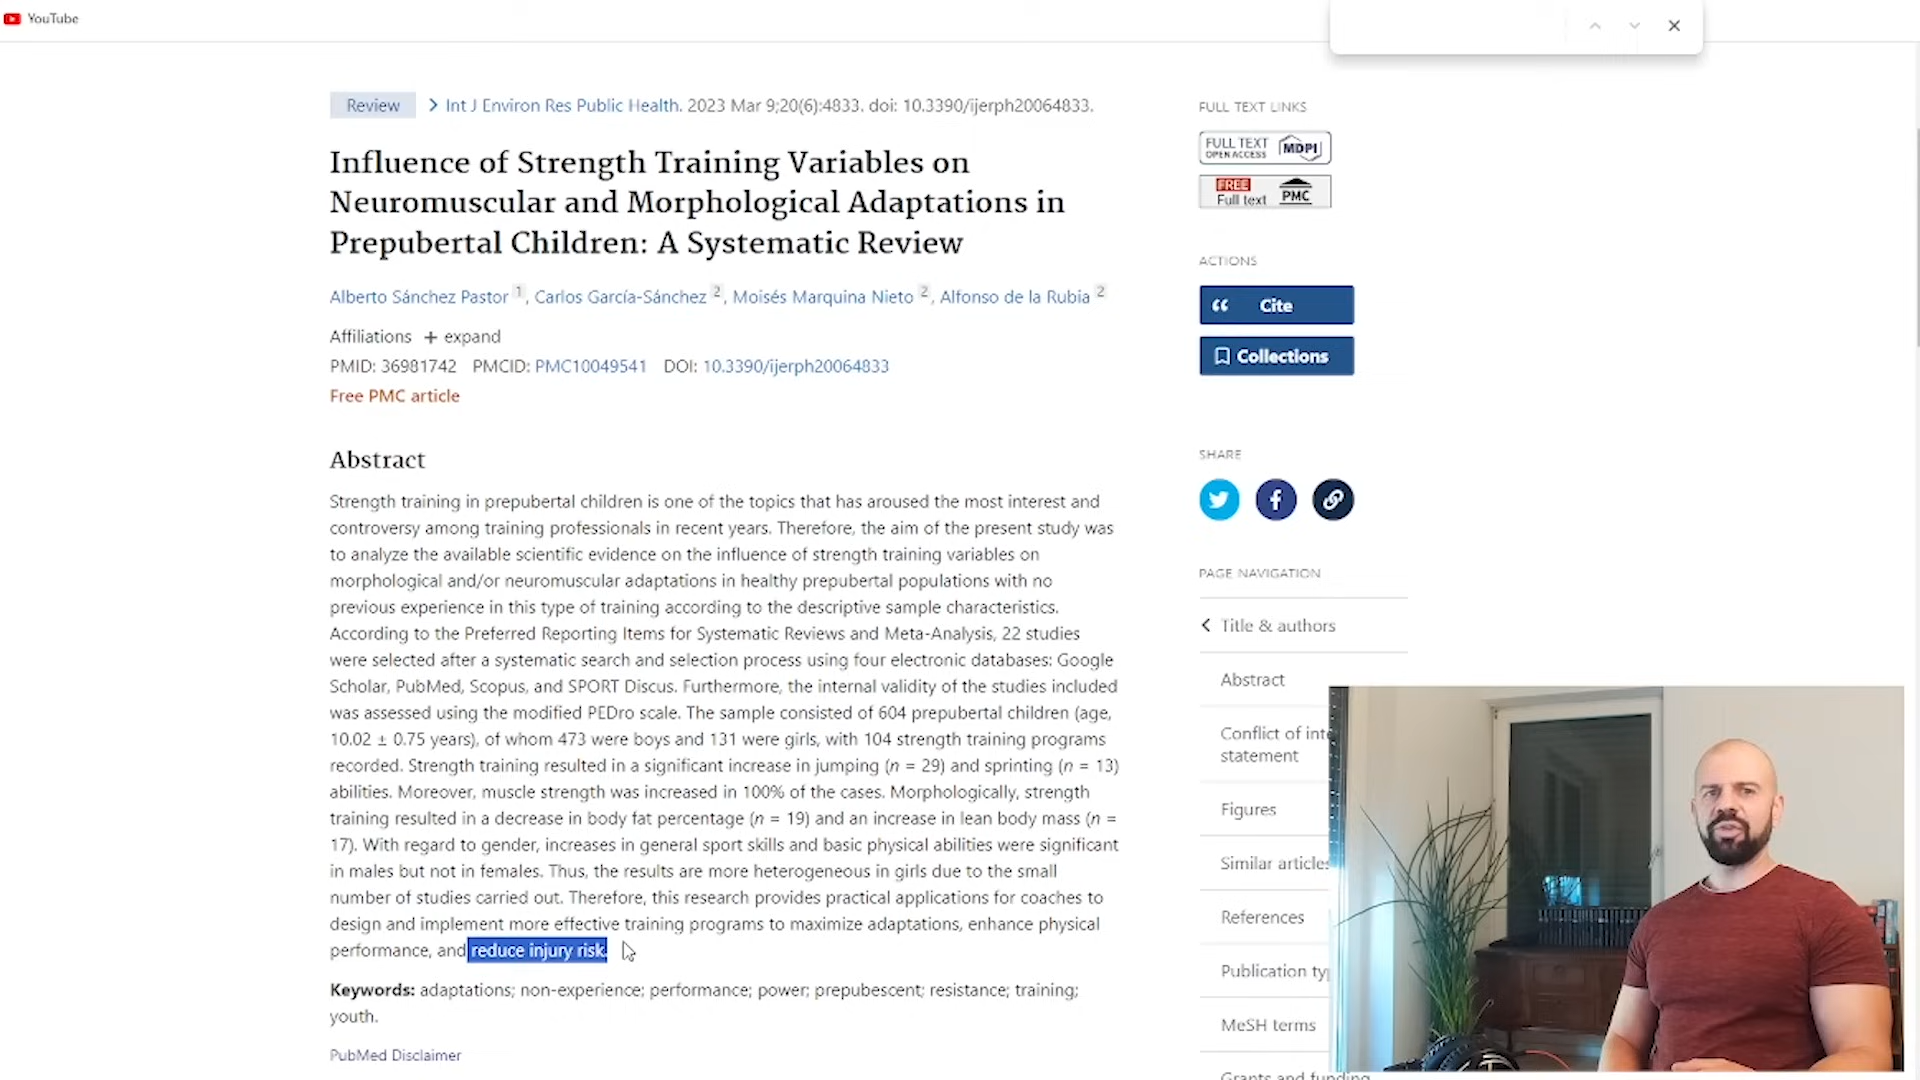 YouTube
Review
Int J Environ Res Public Health. 2023 Mar 9;20(6):4833. doi: 10.3390/ijerph20064833.
Influence of Strength Training Variables on
Neuromuscular and Morphological Adaptations in
Prepubertal Children: A Systematic Review
Alberto Sánchez Pastor 1, Carlos García-Sánchez 2, Moisés Marquina Nieto 2, Alfonso de la Rubia 2
Affiliations + expand
PMID: 36981742 PMCID: PMC10049541 DOI: 10.3390/ijerph20064833
Free PMC article
Abstract
Strength training in prepubertal children is one of the topics that has aroused the most interest and
controversy among training professionals in recent years. Therefore, the aim of the present study was
to analyze the available scientific evidence on the influence of strength training variables on
morphological and/or neuromuscular adaptations in healthy prepubertal populations with no
previous experience in this type of training according to the descriptive sample characteristics.
According to the Preferred Reporting Items for Systematic Reviews and Meta-Analysis, 22 studies
were selected after a systematic search and selection process using four electronic databases: Google
Scholar, PubMed, Scopus, and SPORT Discus. Furthermore, the internal validity of the studies included
was assessed using the modified PEDro scale. The sample consisted of 604 prepubertal children (age,
10.02 ± 0.75 years), of whom 473 were boys and 131 were girls, with 104 strength training programs
recorded. Strength training resulted in a significant increase in jumping (n = 29) and sprinting (n = 13)
abilities. Moreover, muscle strength was increased in 100% of the cases. Morphologically, strength
training resulted in a decrease in body fat percentage (n = 19) and an increase in lean body mass (n =
17). With regard to gender, increases in general sport skills and basic physical abilities were significant
in males but not in females. Thus, the results are more heterogeneous in girls due to the small
number of studies carried out. Therefore, this research provides practical applications for coaches to
design and implement more effective training programs to maximize adaptations, enhance physical
performance, and reduce injury risk.
Keywords: adaptations; non-experience; performance; power; prepubescent; resistance; training;
youth.
PubMed Disclaimer
FULL TEXT LINKS
FULL TEXT
OPEN ACCESS
MDPI
FREE
Full text
PMC
ACTIONS
Cite
Collections
SHARE
PAGE NAVIGATION
Title & authors
Abstract
Conflict of int
statement
Figures
Similar articles
References
Publication ty
MeSH terms
Grants and funding